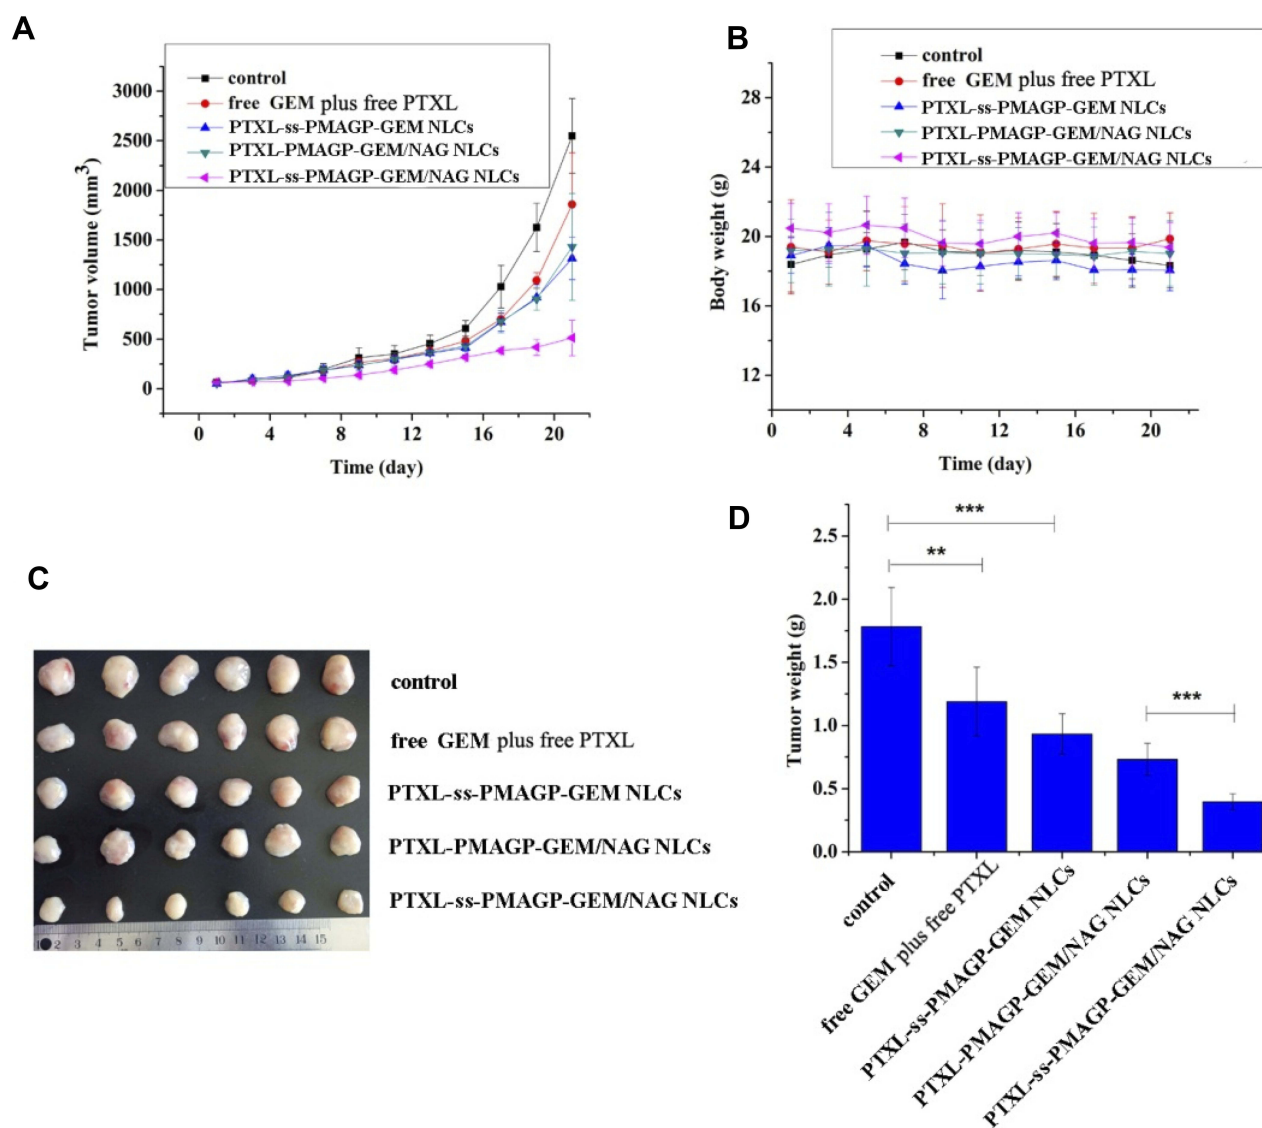 A
control
free GEM plus free PTXL
PTXL-ss-PMAGP-GEM NLCs
PTXL-PMAGP-GEM/NAG NLCs
PTXL-ss-PMAGP-GEM/NAG NLCs
Tumor volume (mm3)
3000
2500
2000
1500
1000
500
0
0 4 8 12 16 20
Time (day)
B
control
free GEM plus free PTXL
PTXL-ss-PMAGP-GEM NLCs
PTXL-PMAGP-GEM/NAG NLCs
PTXL-ss-PMAGP-GEM/NAG NLCs
Body weight (g)
28
24
20
16
12
0 4 8 12 16 20
Time (day)
C
control
free GEM plus free PTXL
PTXL-ss-PMAGP-GEM NLCs
PTXL-PMAGP-GEM/NAG NLCs
PTXL-ss-PMAGP-GEM/NAG NLCs
1 2 3 4 5 6 7 8 9 10 11 12 13 14 15
D
***
**
***
Tumor weight (g)
2.5
2.0
1.5
1.0
0.5
0.0
control
free GEM plus free PTXL
PTXL-ss-PMAGP-GEM NLCs
PTXL-PMAGP-GEM/NAG NLCs
PTXL-ss-PMAGP-GEM/NAG NLCs